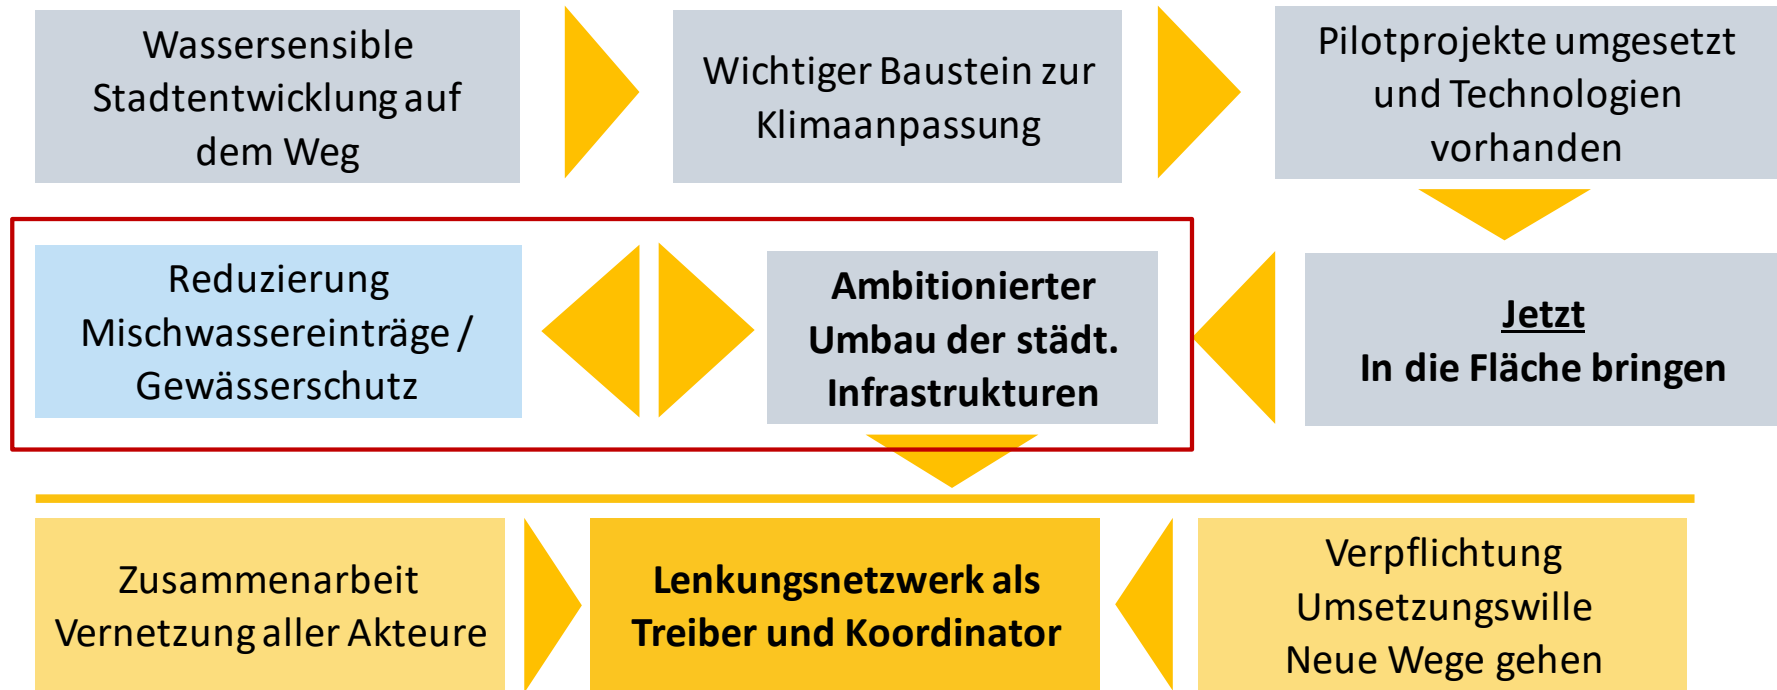 Wassersensible
Stadtentwicklung auf
dem Weg
Wichtiger Baustein zur
Klimaanpassung
Pilotprojekte umgesetzt
und Technologien
vorhanden
Reduzierung
Mischwassereinträge /
Gewässerschutz
Ambitionierter
Umbau der städt.
Infrastrukturen
Jetzt
In die Fläche bringen
Zusammenarbeit
Vernetzung aller Akteure
Lenkungsnetzwerk als
Treiber und Koordinator
Verpflichtung
Umsetzungswille
Neue Wege gehen